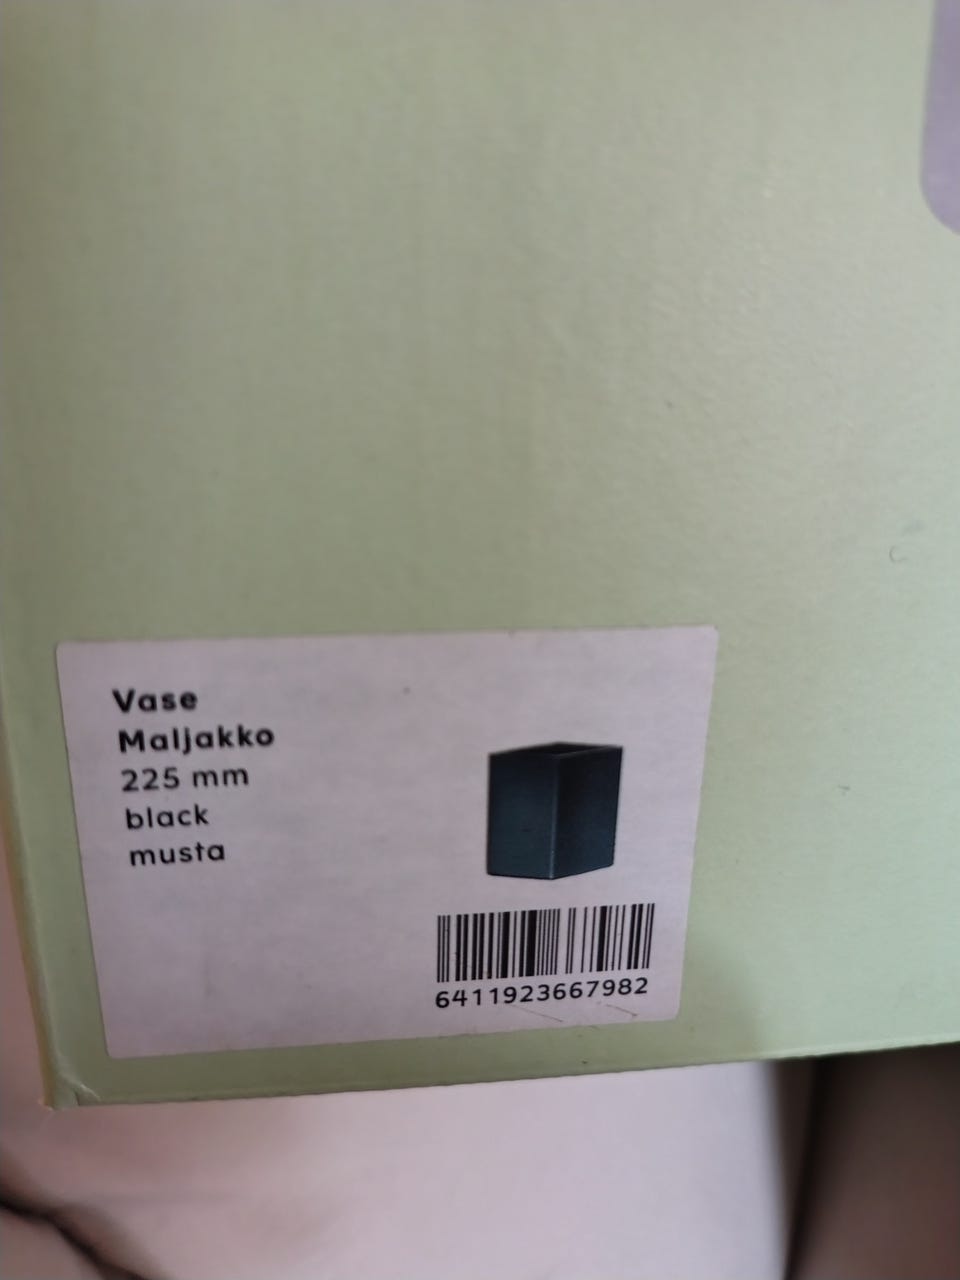 Vase
Maljakko
225 mm
black
musta
6411923667982